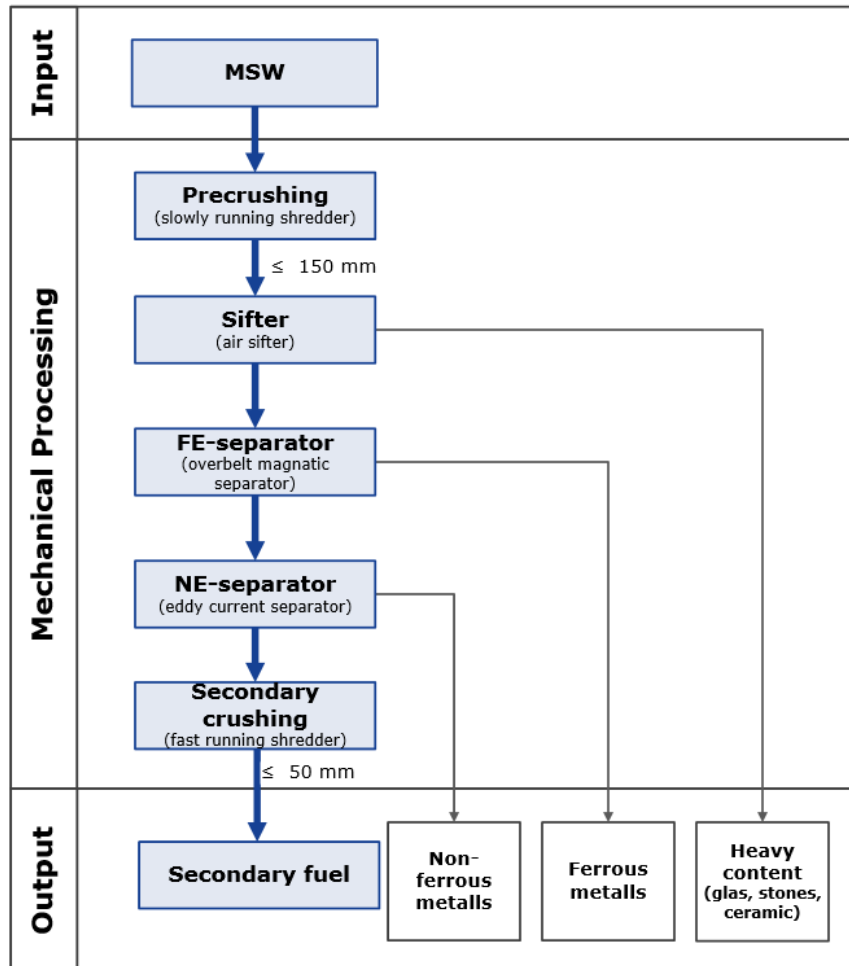 Input
MSW
Mechanical Processing
Precrushing
(slowly running shredder)
≤ 150 mm
Sifter
(air sifter)
FE-separator
(overbelt magnatic
separator)
NE-separator
(eddy current separator)
Secondary
crushing
(fast running shredder)
≤ 50 mm
Output
Secondary fuel
Non-
ferrous
metalls
Ferrous
metalls
Heavy
content
(glas, stones,
ceramic)